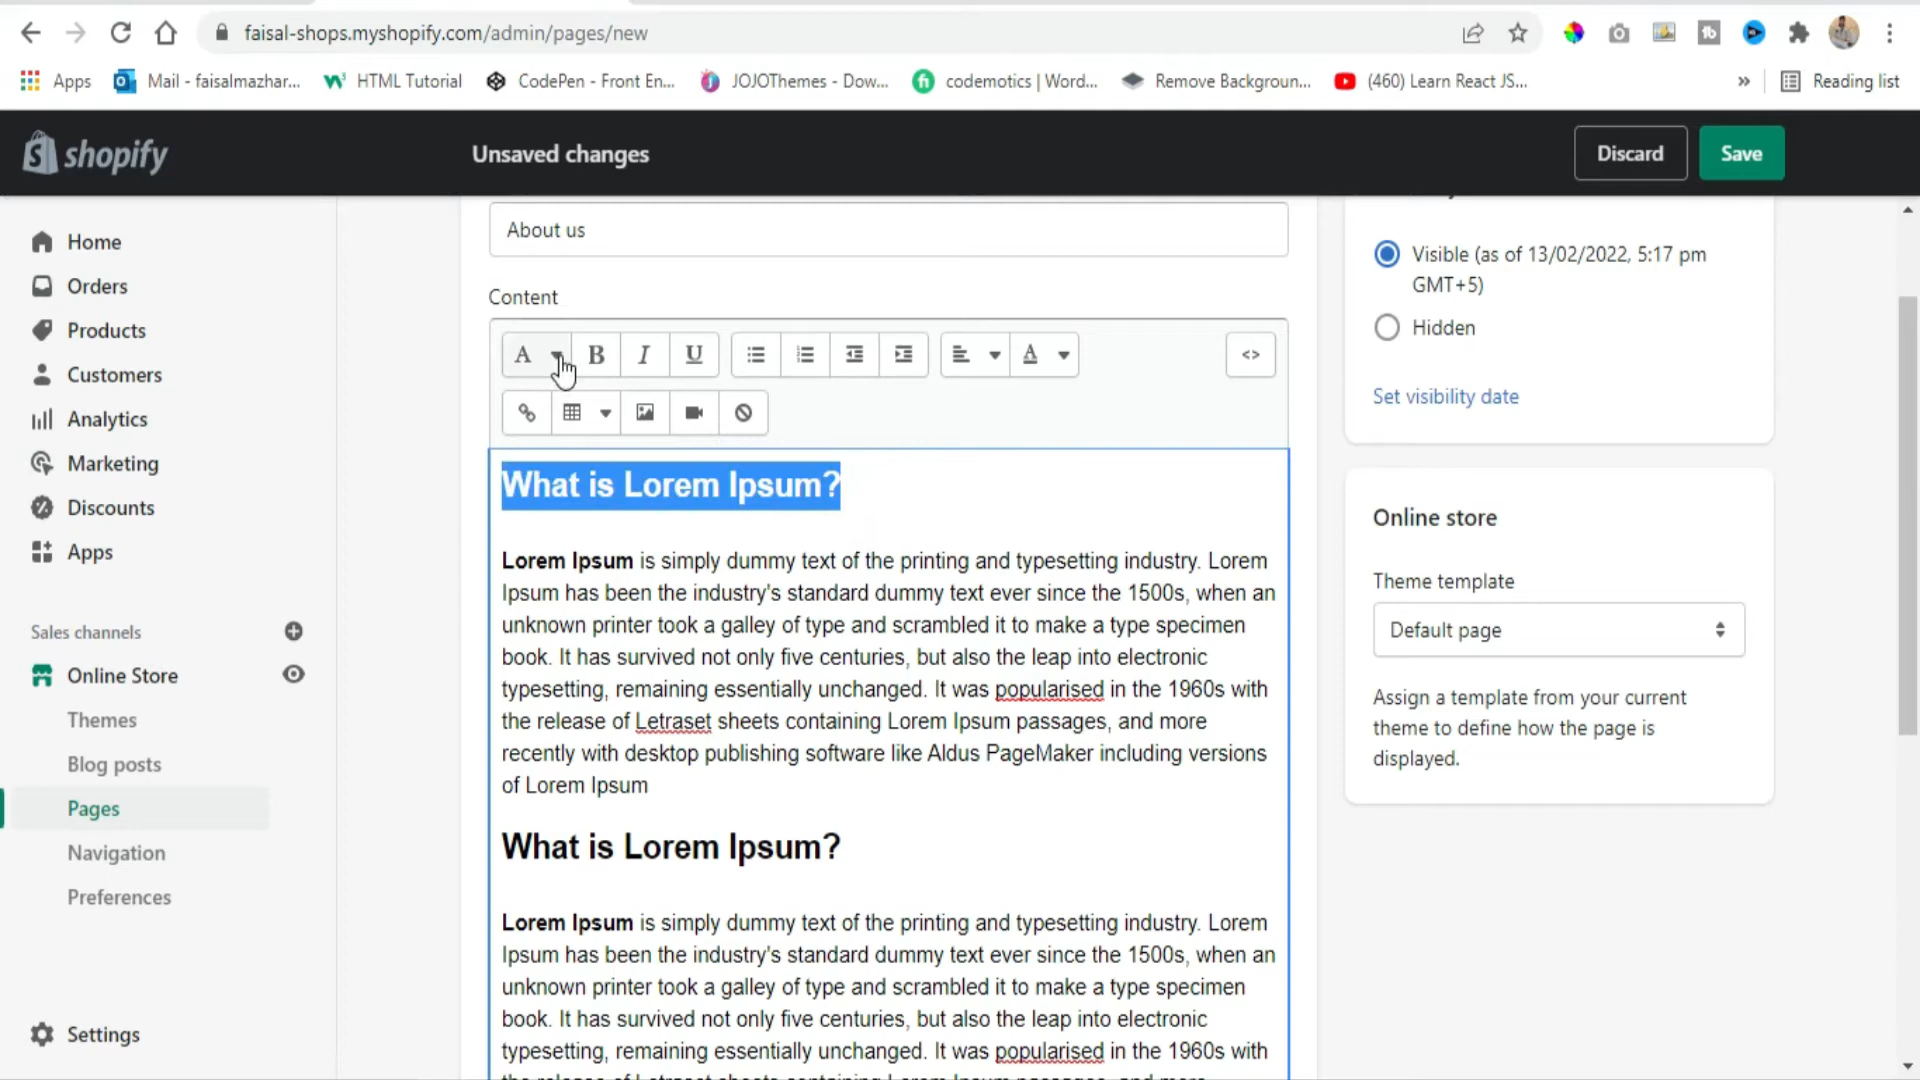 faisal-shops.myshopify.com/admin/pages/new
Apps
Mail - faisalmazhar...
HTML Tutorial
CodePen - Front En...
JOJOThemes - Dow...
codemotics | Word...
Remove Backgroun...
(460) Learn React JS...
»
Reading list
shopify
Unsaved changes
Discard
Save
Home
Orders
Products
Customers
Analytics
Marketing
Discounts
Apps
Sales channels
Online Store
Themes
Blog posts
Pages
Navigation
Preferences
Settings
About us
Content
A B I U A <>
What is Lorem Ipsum?
Lorem Ipsum is simply dummy text of the printing and typesetting industry. Lorem
Ipsum has been the industry's standard dummy text ever since the 1500s, when an
unknown printer took a galley of type and scrambled it to make a type specimen
book. It has survived not only five centuries, but also the leap into electronic
typesetting, remaining essentially unchanged. It was popularised in the 1960s with
the release of Letraset sheets containing Lorem Ipsum passages, and more
recently with desktop publishing software like Aldus PageMaker including versions
of Lorem Ipsum
What is Lorem Ipsum?
Lorem Ipsum is simply dummy text of the printing and typesetting industry. Lorem
Ipsum has been the industry's standard dummy text ever since the 1500s, when an
unknown printer took a galley of type and scrambled it to make a type specimen
book. It has survived not only five centuries, but also the leap into electronic
typesetting, remaining essentially unchanged. It was popularised in the 1960s with
Visible (as of 13/02/2022, 5:17 pm
GMT+5)
Hidden
Set visibility date
Online store
Theme template
Default page
Assign a template from your current
theme to define how the page is
displayed.